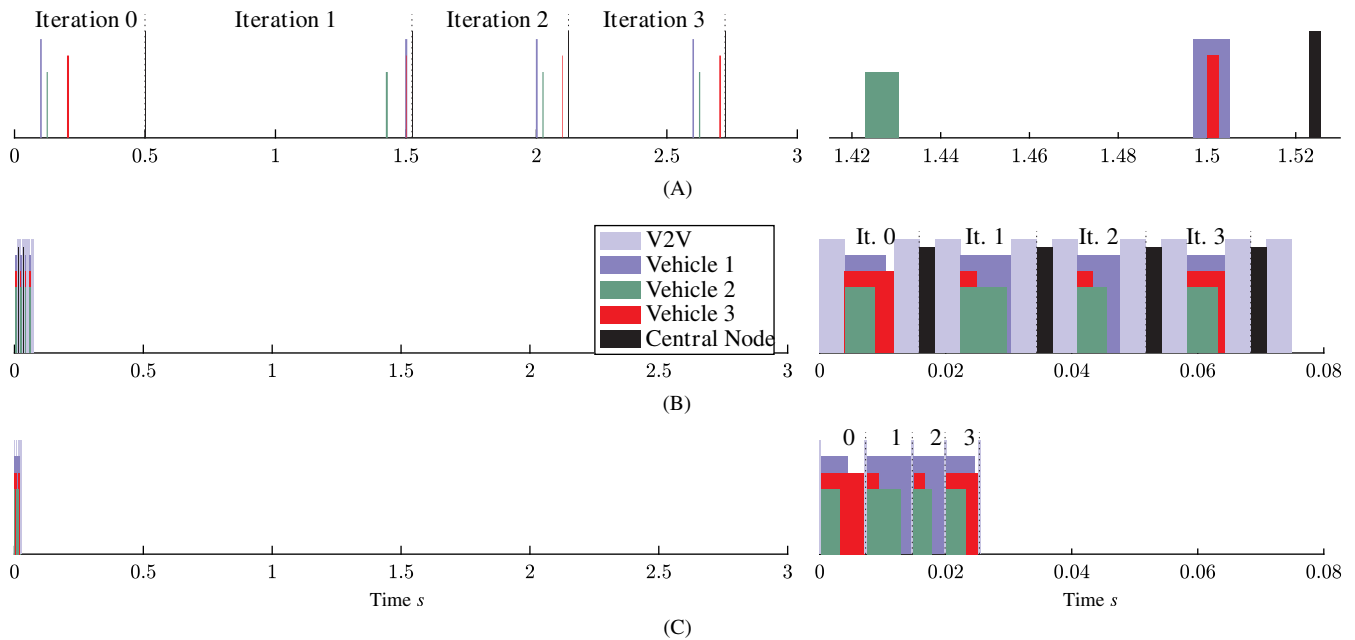 Iteration 0 Iteration 1 Iteration 2 Iteration 3
0 0.5 1 1.5 2 2.5 3
1.42 1.44 1.46 1.48 1.5 1.52
(A)
V2V
Vehicle 1
Vehicle 2
Vehicle 3
Central Node
It. 0 It. 1 It. 2 It. 3
0 0.5 1 1.5 2 2.5 3
0 0.02 0.04 0.06 0.08
(B)
0 1 2 3
0 0.5 1 1.5 2 2.5 3
0 0.02 0.04 0.06 0.08
Time s
Time s
(C)